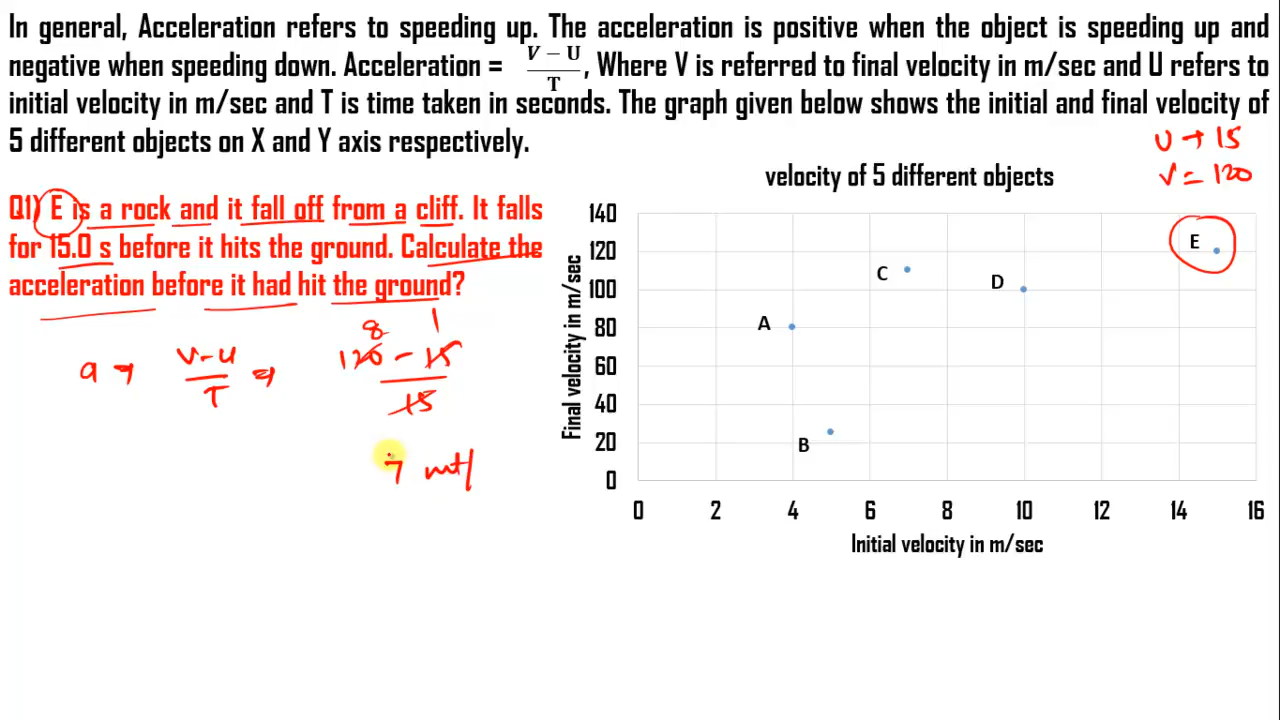 In general, Acceleration refers to speeding up. The acceleration is positive when the object is speeding up and
negative when speeding down. Acceleration = V – U / T, Where V is referred to final velocity in m/sec and U refers to
initial velocity in m/sec and T is time taken in seconds. The graph given below shows the initial and final velocity of
5 different objects on X and Y axis respectively.
U → 15
V = 120
Q1) E is a rock and it fall off from a cliff. It falls
for 15.0 s before it hits the ground. Calculate the
acceleration before it had hit the ground?
8 1
a → V-U / T → 120 - 15 / 15
7 mt/
velocity of 5 different objects
Final velocity in m/sec
140
120
100
80
60
40
20
0
A
B
C
D
E
0 2 4 6 8 10 12 14 16
Initial velocity in m/sec